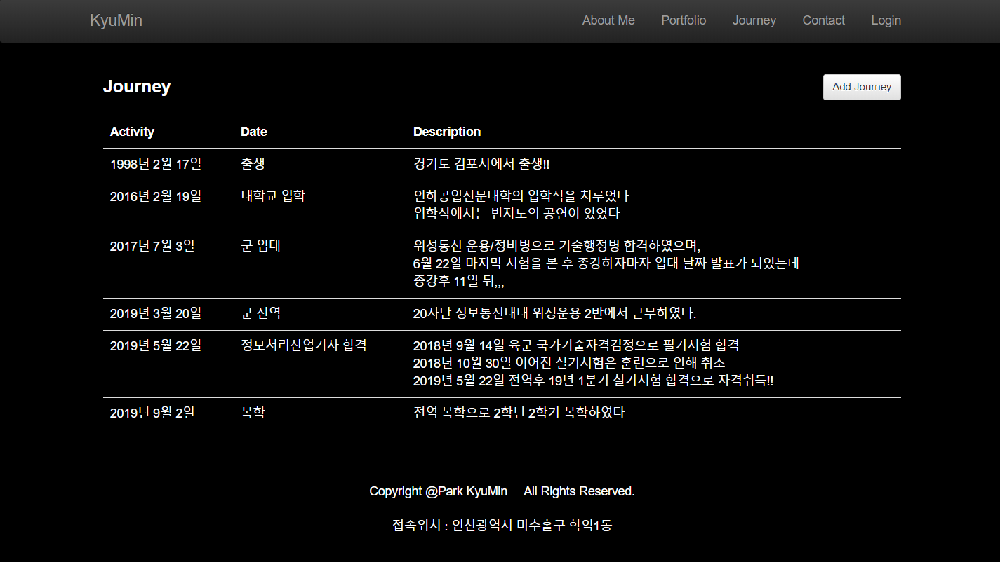 KyuMin
About Me
Portfolio
Journey
Contact
Login
Journey
Add Journey
Activity Date Description
1998년 2월 17일 출생 경기도 김포시에서 출생!!
2016년 2월 19일 대학교 입학 인하공업전문대학의 입학식을 치루었다
입학식에서는 빈지노의 공연이 있었다
2017년 7월 3일 군 입대 위성통신 운용/정비병으로 기술행정병 합격하였으며,
6월 22일 마지막 시험을 본 후 종강하자마자 입대 날짜 발표가 되었는데
종강후 11일 뒤,,,
2019년 3월 20일 군 전역 20사단 정보통신대대 위성운용 2반에서 근무하였다.
2019년 5월 22일 정보처리산업기사 합격 2018년 9월 14일 육군 국가기술자격검정으로 필기시험 합격
2018년 10월 30일 이어진 실기시험은 훈련으로 인해 취소
2019년 5월 22일 전역후 19년 1분기 실기시험 합격으로 자격취득!!
2019년 9월 2일 복학 전역 복학으로 2학년 2학기 복학하였다
Copyright @Park KyuMin All Rights Reserved.
접속위치 : 인천광역시 미추홀구 학익1동